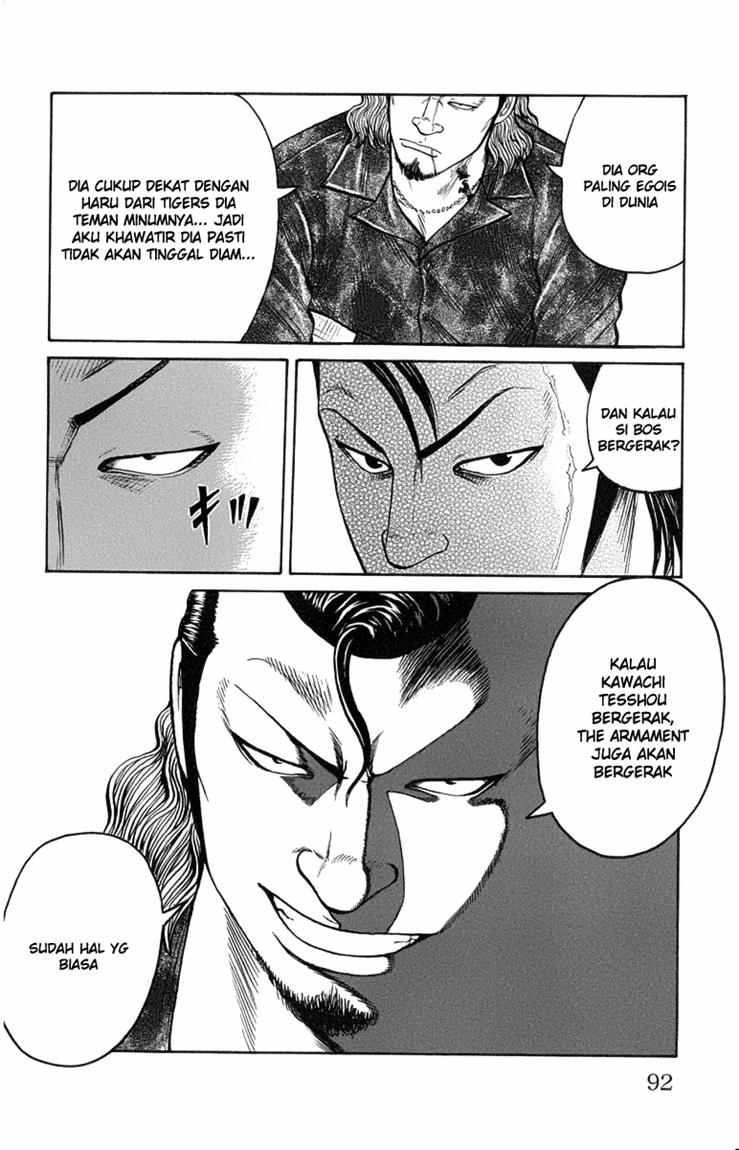 DIA ORG
PALING EGOIS
DI DUNIA
DIA CUKUP DEKAT DENGAN
HARU DARI TIGERS DIA
TEMAN MINUMNYA... JADI
AKU KHAWATIR DIA PASTI
TIDAK AKAN TINGGAL DIAM...
DAN KALAU
SI BOS
BERGERAK?
ギッ
KALAU
KAWACHI
TESSHOU
BERGERAK,
THE ARMAMENT
JUGA AKAN
BERGERAK
SUDAH HAL YG
BIASA
92